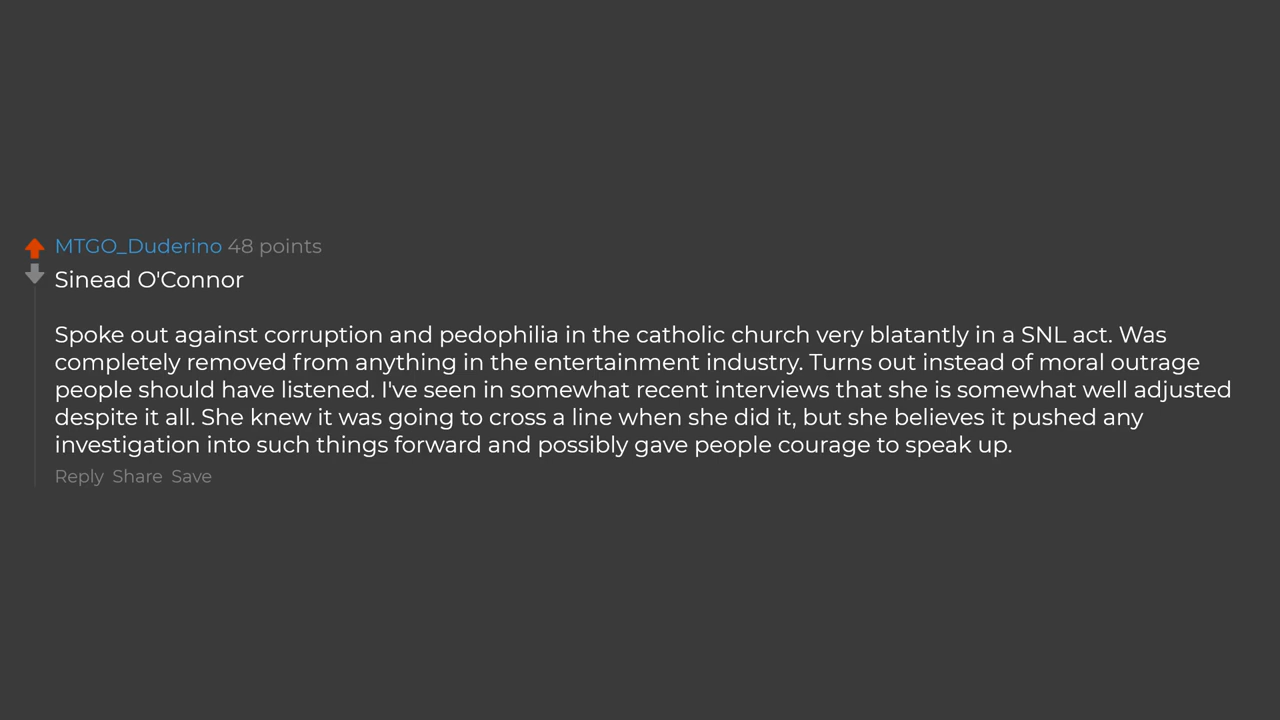 MTGO_Duderino 48 points
Sinead O'Connor
Spoke out against corruption and pedophilia in the catholic church very blatantly in a SNL act. Was
completely removed from anything in the entertainment industry. Turns out instead of moral outrage
people should have listened. I've seen in somewhat recent interviews that she is somewhat well adjusted
despite it all. She knew it was going to cross a line when she did it, but she believes it pushed any
investigation into such things forward and possibly gave people courage to speak up.
Reply Share Save